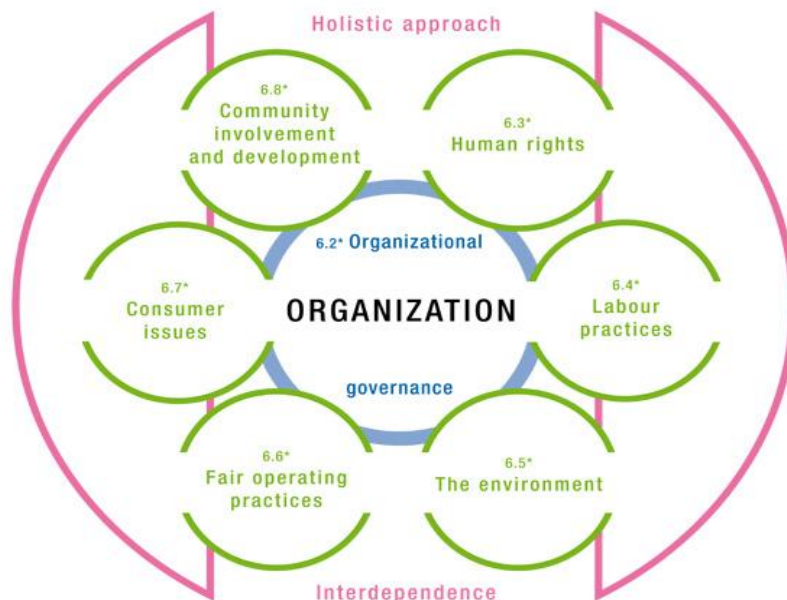 Holistic approach
6.8*
Community
involvement
and development
6.3*
Human rights
6.2* Organizational
6.7*
Consumer
issues
ORGANIZATION
6.4*
Labour
practices
governance
6.6*
Fair operating
practices
6.5*
The environment
Interdependence